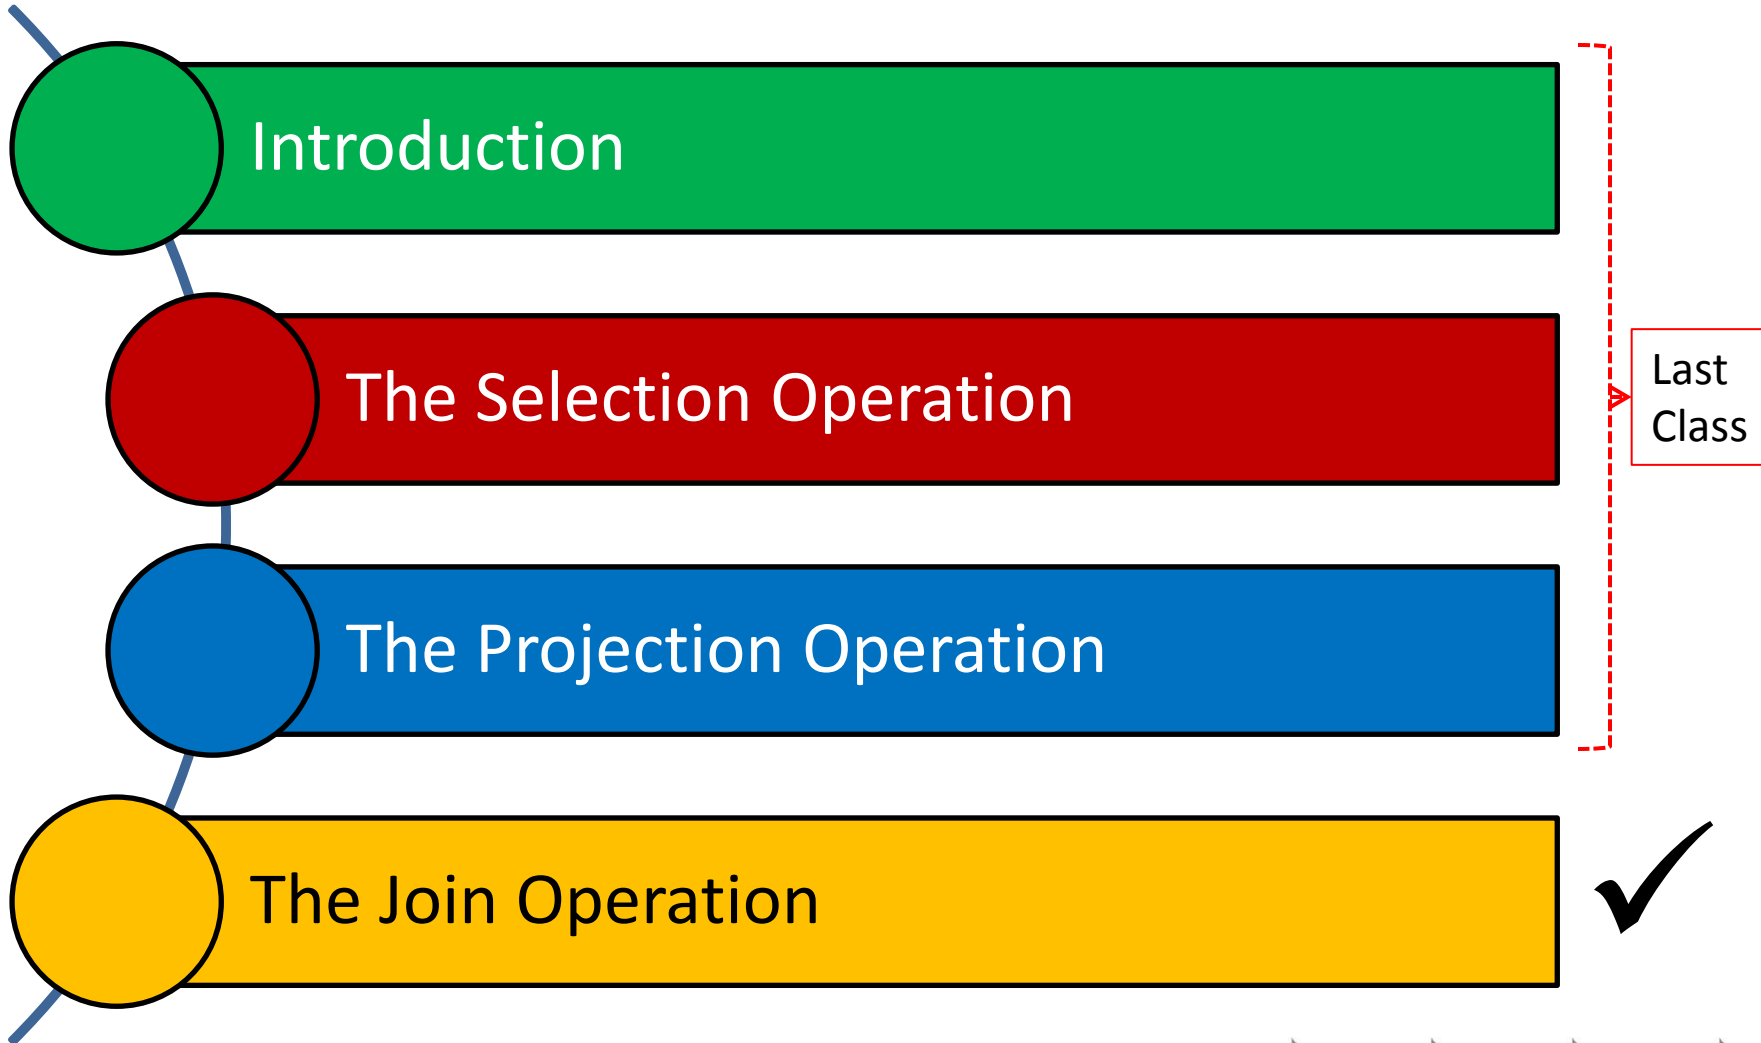 Introduction
The Selection Operation
Last
Class
The Projection Operation
The Join Operation